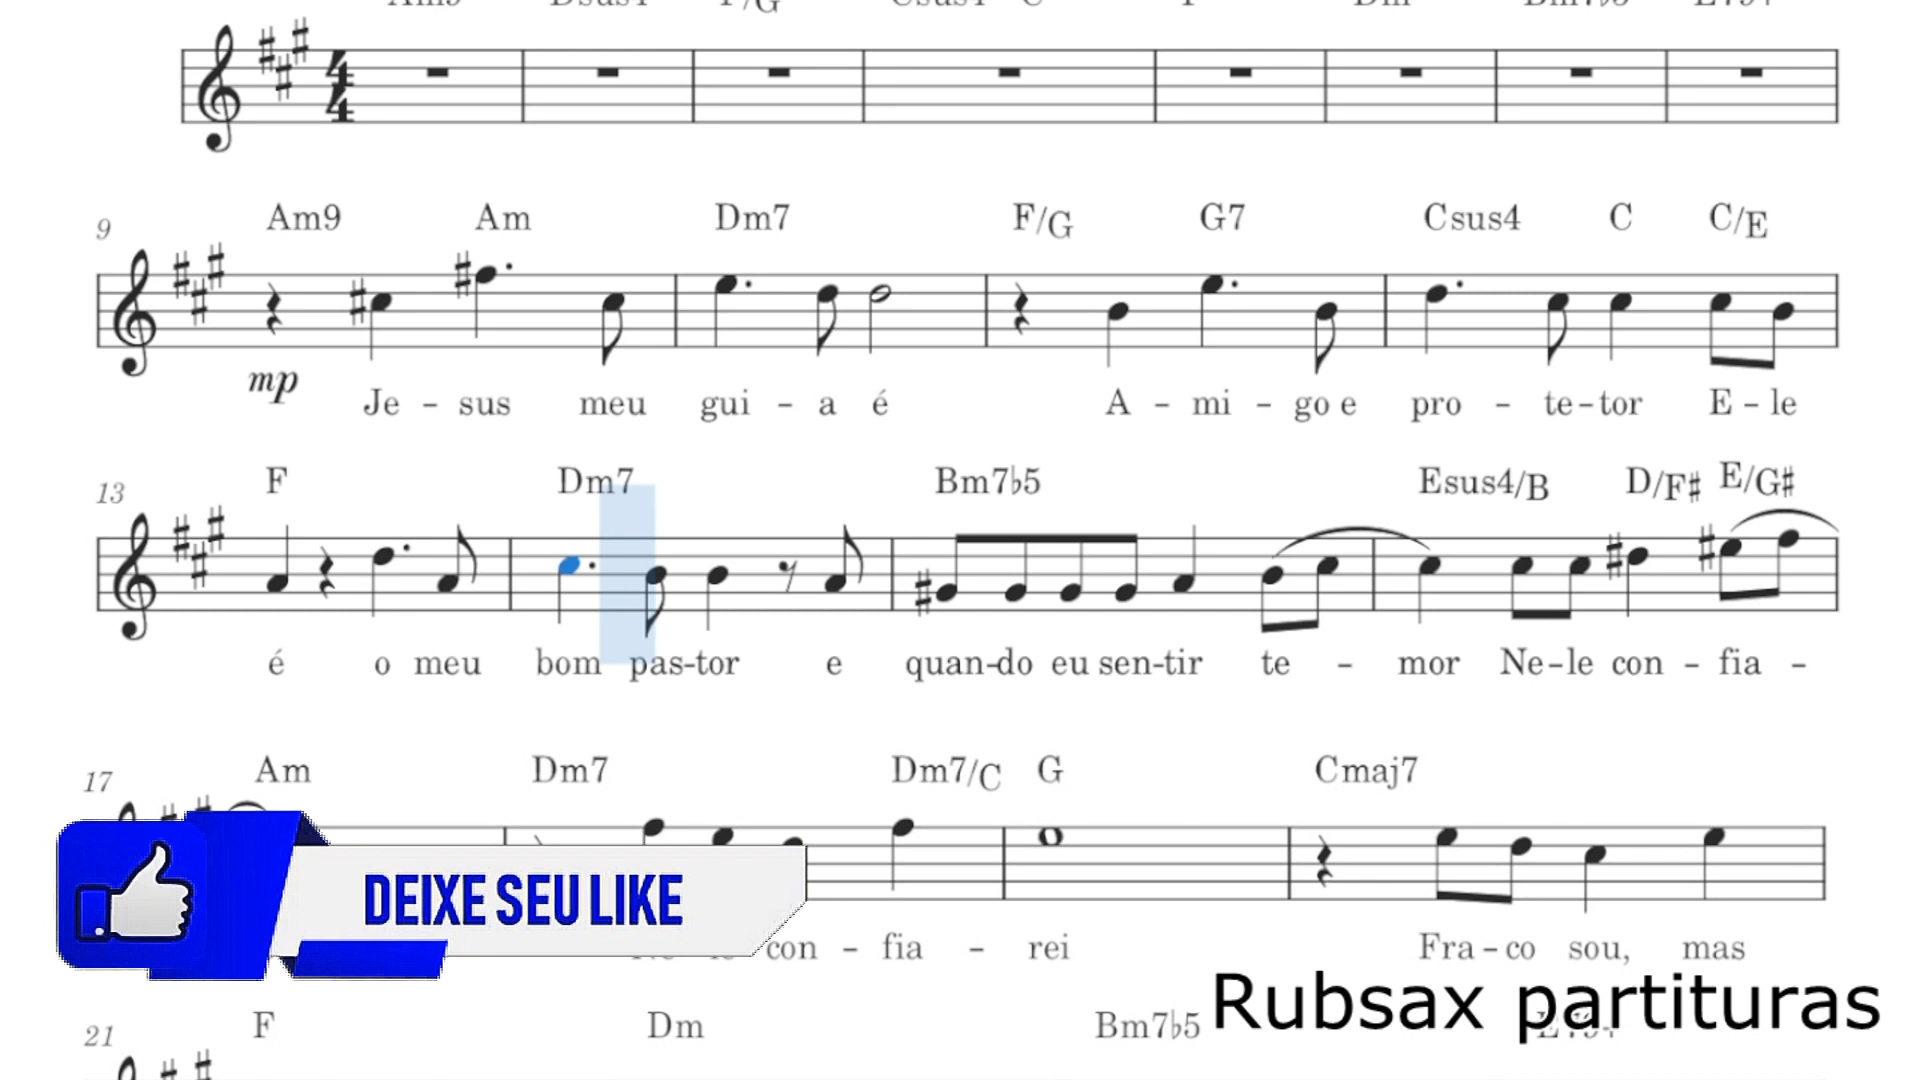 4
4
9 Am9 Am Dm7 F/G G7 Csus4 C C/E
mp
Je - sus meu gui - a é A - mi - go e pro - te - tor E - le
13 F Dm7 Bm7♭5 Esus4/B D/F♯ E/G♯
é o meu bom pas-tor e quan-do eu sen-tir te - mor Ne-le con - fia -
17 Am Dm7 Dm7/C G Cmaj7
DEIXE SEU LIKE
con - fia - rei Fra-co sou, mas
Rubsax partituras
21 F Dm Bm7♭5